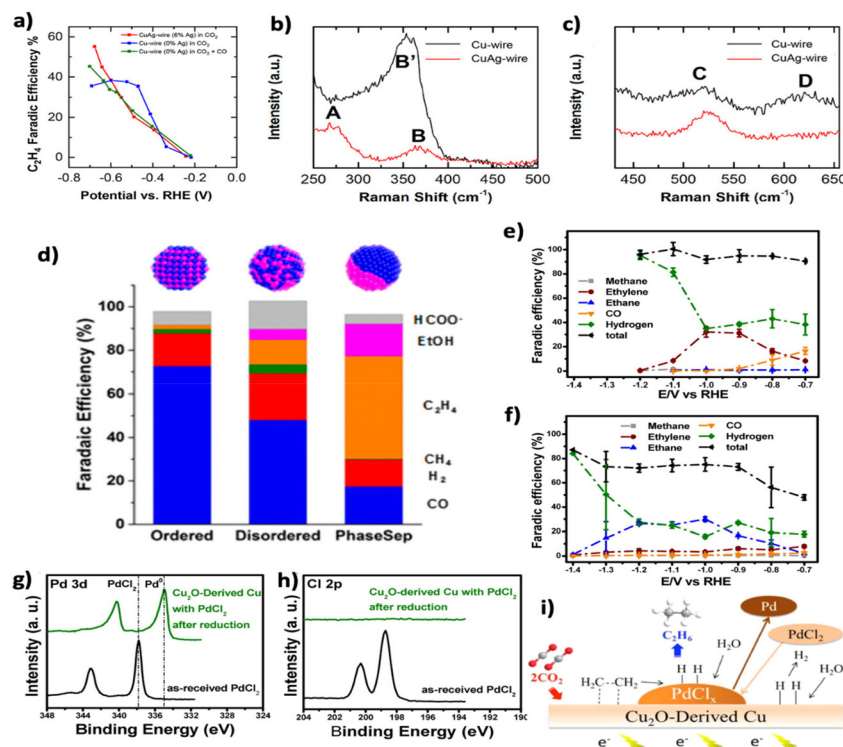 a)
C₂H₄ Faradic Efficiency %
60
40
20
0
CuAg-wire (6% Ag) in CO₂
Cu-wire (0% Ag) in CO₂
Cu-wire (0% Ag) in CO₂ + CO
-0.8 -0.6 -0.4 -0.2 0.0
Potential vs. RHE (V)
b)
Intensity (a.u.)
Cu-wire
CuAg-wire
A
B'
B
250 300 350 400 450 500
Raman Shift (cm⁻¹)
c)
Intensity (a.u.)
Cu-wire
CuAg-wire
C
D
450 500 550 600 650
Raman Shift (cm⁻¹)
d)
Faradaic Efficiency (%)
100
80
60
40
20
0
HCOO⁻
EtOH
C₂H₄
CH₄
H₂
CO
Ordered Disordered PhaseSep
e)
Faradic efficiency (%)
100
80
60
40
20
0
Methane
Ethylene
Ethane
CO
Hydrogen
total
-1.4 -1.3 -1.2 -1.1 -1.0 -0.9 -0.8 -0.7
E/V vs RHE
f)
Faradic efficiency (%)
100
80
60
40
20
0
Methane CO
Ethylene Hydrogen
Ethane total
-1.4 -1.3 -1.2 -1.1 -1.0 -0.9 -0.8 -0.7
E/V vs RHE
g)
Pd 3d
PdCl₂ Pd⁰
Cu₂O-Derived Cu
with PdCl₂
after reduction
as-received PdCl₂
Intensity (a. u.)
348 344 340 336 332 328 324
Binding Energy (eV)
h)
Cl 2p
Cu₂O-derived Cu with PdCl₂
after reduction
as-received PdCl₂
Intensity (a. u.)
204 202 200 198 196 194 192 190
Binding Energy (eV)
i)
Pd
PdCl₂
C₂H₆
H₂O
H₂
H₂O
2CO₂
H₂C CH₂
H H
H H
PdClₓ
Cu₂O-Derived Cu
e⁻ e⁻ e⁻